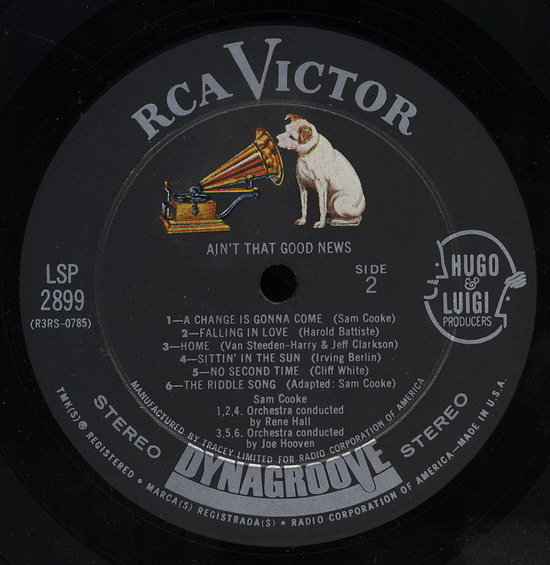 RCA VICTOR
AIN'T THAT GOOD NEWS
LSP
2899
(R3RS-0785)
SIDE
2
HUGO
&
LUIGI
PRODUCERS
1—A CHANGE IS GONNA COME (Sam Cooke)
2—FALLING IN LOVE (Harold Battiste)
3—HOME (Van Steeden-Harry & Jeff Clarkson)
4—SITTIN' IN THE SUN (Irving Berlin)
5—NO SECOND TIME (Cliff White)
6—THE RIDDLE SONG (Adapted: Sam Cooke)
Sam Cooke
1,2,4. Orchestra conducted
by Rene Hall
3,5,6. Orchestra conducted
by Joe Hooven
MANUFACTURED BY TRACEY LIMITED FOR RADIO CORPORATION OF AMERICA
STEREO
DYNAGROOVE
STEREO
TMK(S)® REGISTERED • MARCA(S) REGISTRADA(S) • RADIO CORPORATION OF AMERICA—MADE IN U.S.A.